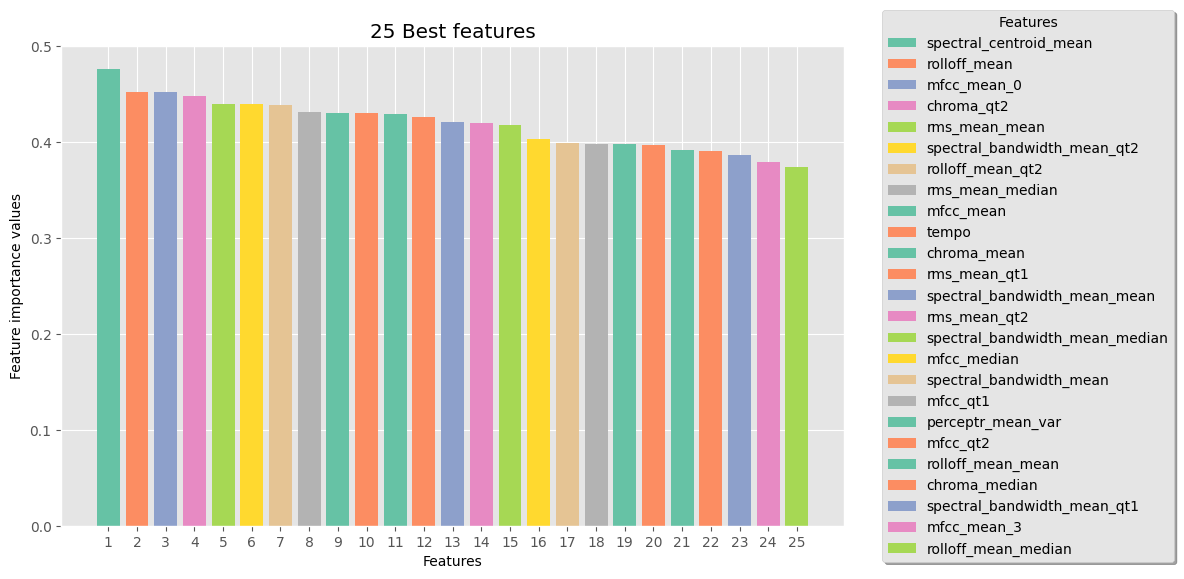 25 Best features
Feature importance values
0.5
0.4
0.3
0.2
0.1
0.0
1 2 3 4 5 6 7 8 9 10 11 12 13 14 15 16 17 18 19 20 21 22 23 24 25
Features
Features
spectral_centroid_mean
rolloff_mean
mfcc_mean_0
chroma_qt2
rms_mean_mean
spectral_bandwidth_mean_qt2
rolloff_mean_qt2
rms_mean_median
mfcc_mean
tempo
chroma_mean
rms_mean_qt1
spectral_bandwidth_mean_mean
rms_mean_qt2
spectral_bandwidth_mean_median
mfcc_median
spectral_bandwidth_mean
mfcc_qt1
perceptr_mean_var
mfcc_qt2
rolloff_mean_mean
chroma_median
spectral_bandwidth_mean_qt1
mfcc_mean_3
rolloff_mean_median